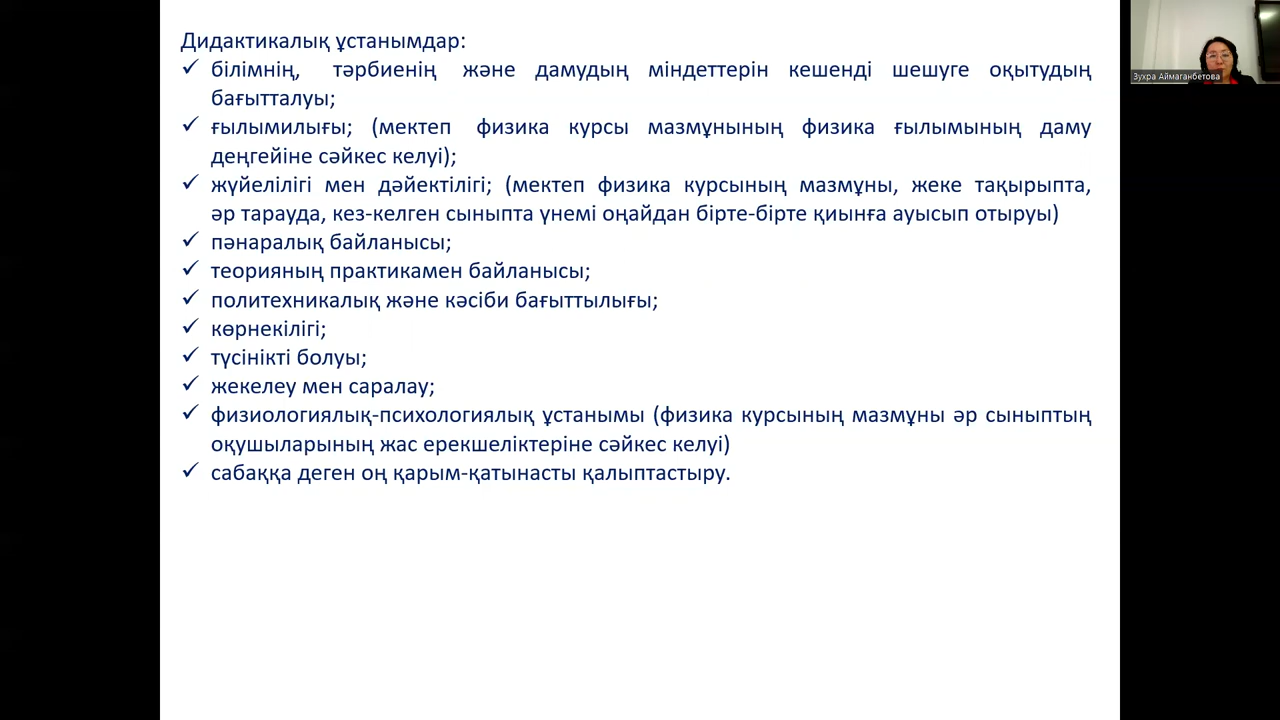 Дидактикалық ұстанымдар:
✓ білімнің, тәрбиенің және дамудың міндеттерін кешенді шешуге оқытудың
бағытталуы;
✓ ғылымилығы; (мектеп физика курсы мазмұнының физика ғылымының даму
деңгейіне сәйкес келуі);
✓ жүйелілігі мен дәйектілігі; (мектеп физика курсының мазмұны, жеке тақырыпта,
әр тарауда, кез-келген сыныпта үнемі оңайдан бірте-бірте қиынға ауысып отыруы)
✓ пәнаралық байланысы;
✓ теорияның практикамен байланысы;
✓ политехникалық және кәсіби бағыттылығы;
✓ көрнекілігі;
✓ түсінікті болуы;
✓ жекелеу мен саралау;
✓ физиологиялық-психологиялық ұстанымы (физика курсының мазмұны әр сыныптың
оқушыларының жас ерекшеліктеріне сәйкес келуі)
✓ сабаққа деген оң қарым-қатынасты қалыптастыру.
Зухра Аймаганбетова